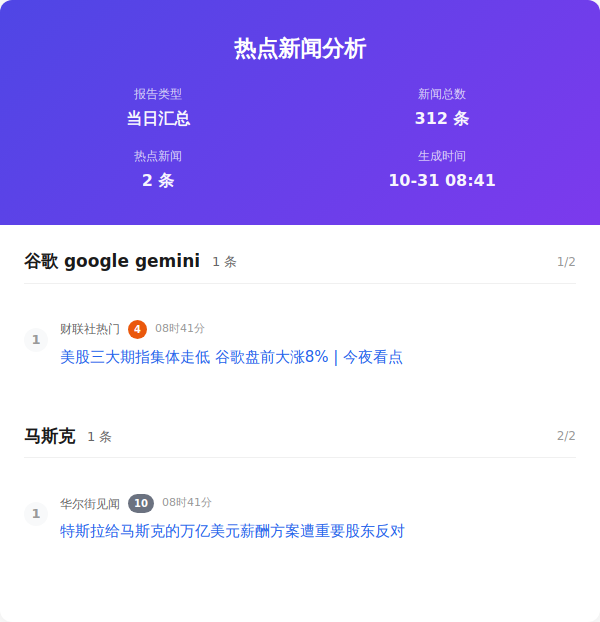 热点新闻分析
报告类型
新闻总数
当日汇总
312 条
热点新闻
生成时间
2 条
10-31 08:41
谷歌 google gemini 1 条 1/2
1
财联社热门 4 08时41分
美股三大期指集体走低 谷歌盘前大涨8% | 今夜看点
马斯克 1 条 2/2
1
华尔街见闻 10 08时41分
特斯拉给马斯克的万亿美元薪酬方案遭重要股东反对